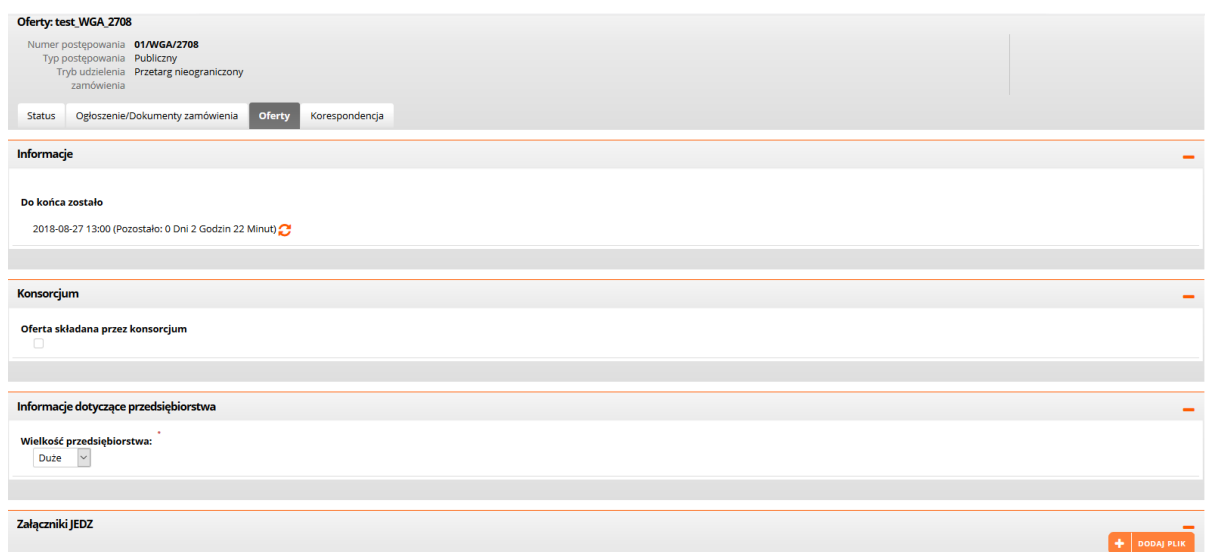 Oferty: test_WGA_2708
Numer postępowania 01/WGA/2708
Typ postępowania Publiczny
Tryb udzielenia Przetarg nieograniczony
zamówienia
Status Ogłoszenie/Dokumenty zamówienia Oferty Korespondencja
Informacje
Do końca zostało
2018-08-27 13:00 (Pozostało: 0 Dni 2 Godzin 22 Minut)
Konsorcjum
Oferta składana przez konsorcjum
Informacje dotyczące przedsiębiorstwa
Wielkość przedsiębiorstwa: *
Duże
Załączniki JEDZ
+ DODAJ PLIK